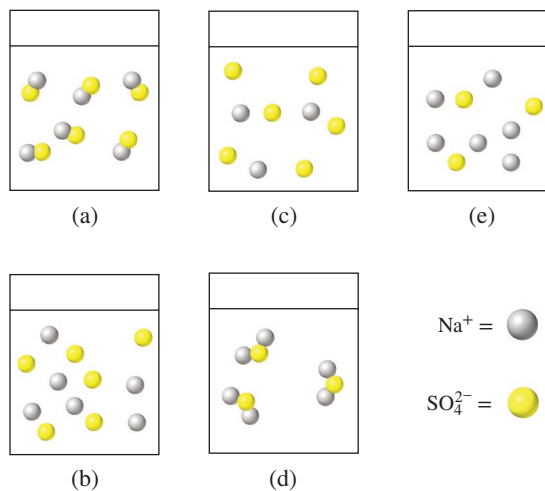 (a)
(c)
(e)
(b)
(d)
Na⁺ =
SO₄²⁻ =